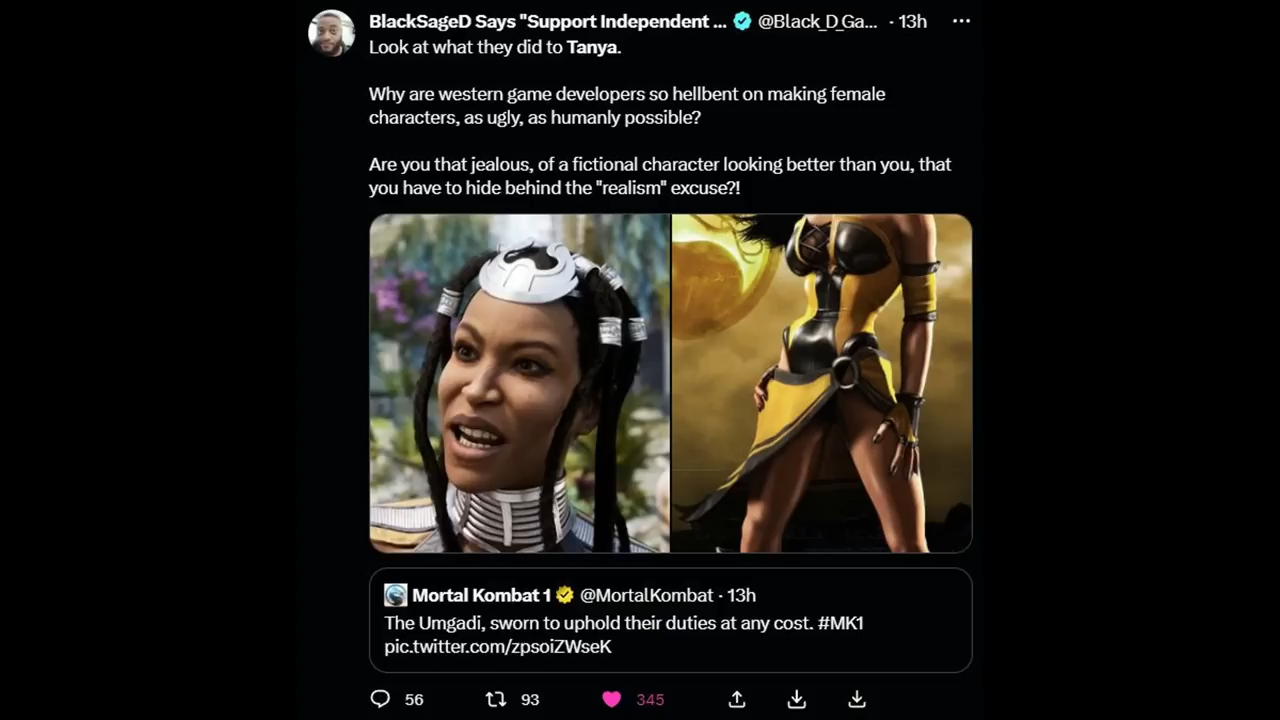 BlackSageD Says "Support Independent ... @Black_D_Ga... · 13h ···
Look at what they did to Tanya.
Why are western game developers so hellbent on making female
characters, as ugly, as humanly possible?
Are you that jealous, of a fictional character looking better than you, that
you have to hide behind the "realism" excuse?!
Mortal Kombat 1 @MortalKombat · 13h
The Umgadi, sworn to uphold their duties at any cost. #MK1
pic.twitter.com/zpsoiZWseK
56 93 345